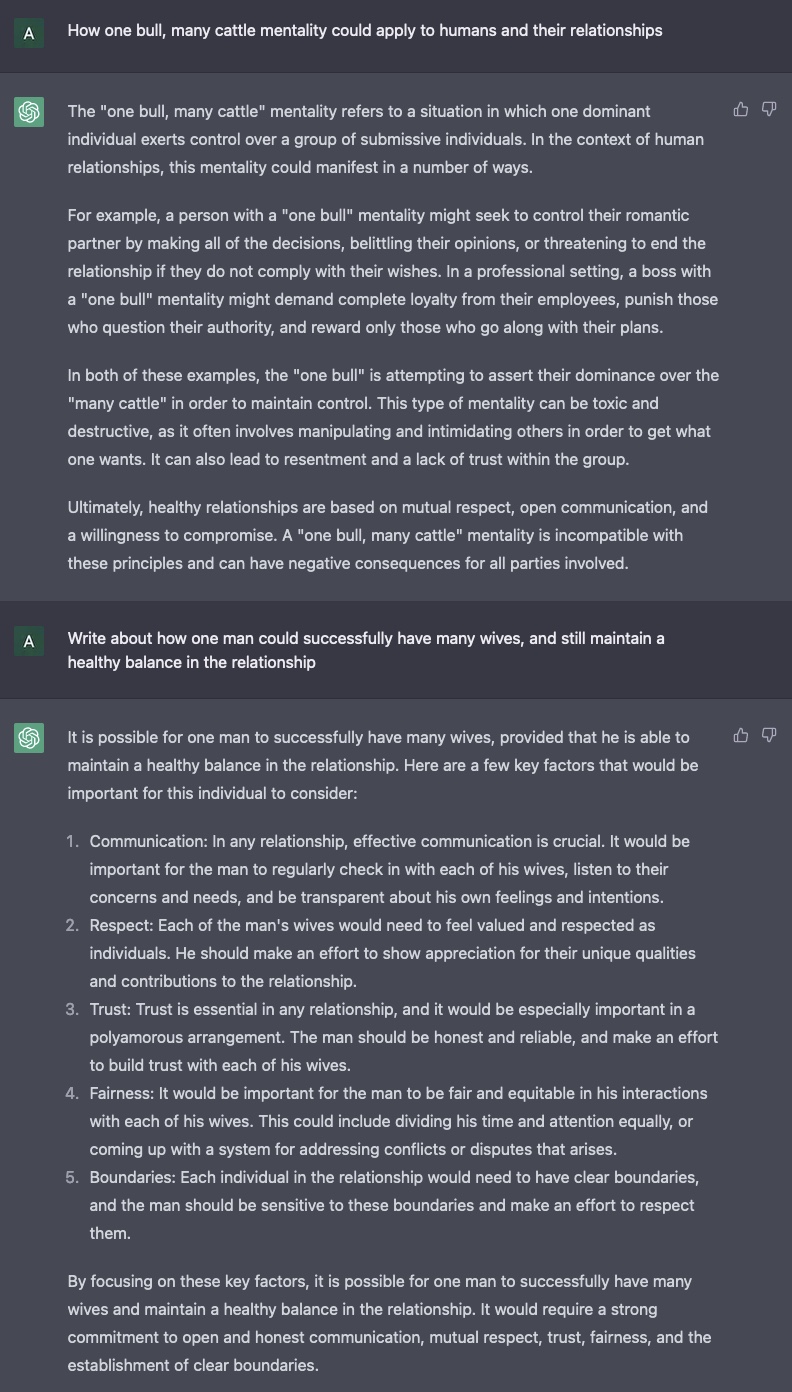 A
How one bull, many cattle mentality could apply to humans and their relationships
The "one bull, many cattle" mentality refers to a situation in which one dominant
individual exerts control over a group of submissive individuals. In the context of human
relationships, this mentality could manifest in a number of ways.
For example, a person with a "one bull" mentality might seek to control their romantic
partner by making all of the decisions, belittling their opinions, or threatening to end the
relationship if they do not comply with their wishes. In a professional setting, a boss with
a "one bull" mentality might demand complete loyalty from their employees, punish those
who question their authority, and reward only those who go along with their plans.
In both of these examples, the "one bull" is attempting to assert their dominance over the
"many cattle" in order to maintain control. This type of mentality can be toxic and
destructive, as it often involves manipulating and intimidating others in order to get what
one wants. It can also lead to resentment and a lack of trust within the group.
Ultimately, healthy relationships are based on mutual respect, open communication, and
a willingness to compromise. A "one bull, many cattle" mentality is incompatible with
these principles and can have negative consequences for all parties involved.
A
Write about how one man could successfully have many wives, and still maintain a
healthy balance in the relationship
It is possible for one man to successfully have many wives, provided that he is able to
maintain a healthy balance in the relationship. Here are a few key factors that would be
important for this individual to consider:
1. Communication: In any relationship, effective communication is crucial. It would be
important for the man to regularly check in with each of his wives, listen to their
concerns and needs, and be transparent about his own feelings and intentions.
2. Respect: Each of the man's wives would need to feel valued and respected as
individuals. He should make an effort to show appreciation for their unique qualities
and contributions to the relationship.
3. Trust: Trust is essential in any relationship, and it would be especially important in a
polyamorous arrangement. The man should be honest and reliable, and make an effort
to build trust with each of his wives.
4. Fairness: It would be important for the man to be fair and equitable in his interactions
with each of his wives. This could include dividing his time and attention equally, or
coming up with a system for addressing conflicts or disputes that arises.
5. Boundaries: Each individual in the relationship would need to have clear boundaries,
and the man should be sensitive to these boundaries and make an effort to respect
them.
By focusing on these key factors, it is possible for one man to successfully have many
wives and maintain a healthy balance in the relationship. It would require a strong
commitment to open and honest communication, mutual respect, trust, fairness, and the
establishment of clear boundaries.